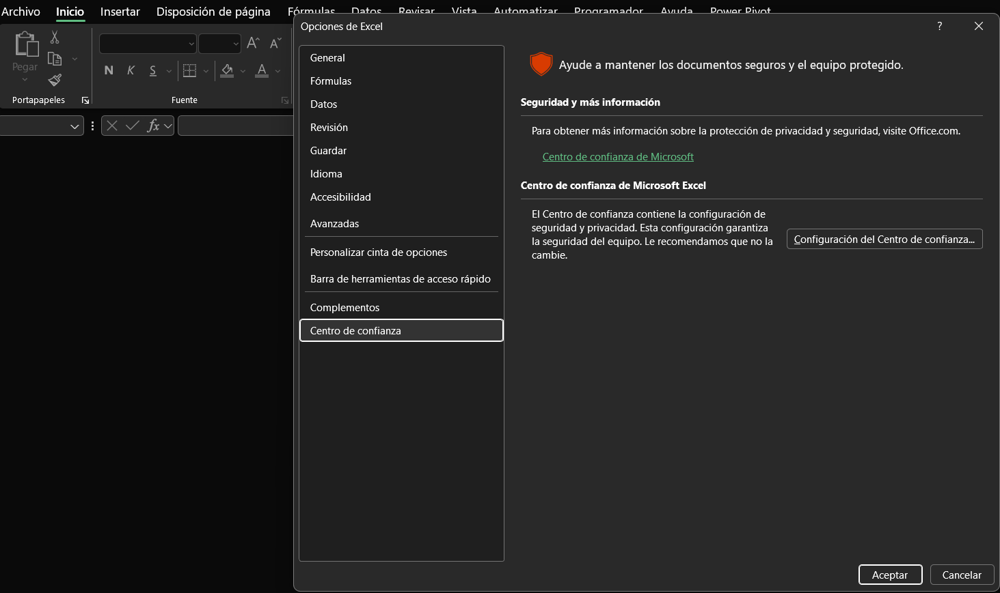 Archivo Inicio Insertar Disposición de página Fórmulas Datos Revisar Vista Automatizar Programador Ayuda Power Pivot
Pegar
N K S A
Portapapeles Fuente
fx
Opciones de Excel ?
General
Fórmulas
Datos
Revisión
Guardar
Idioma
Accesibilidad
Avanzadas
Personalizar cinta de opciones
Barra de herramientas de acceso rápido
Complementos
Centro de confianza
Ayude a mantener los documentos seguros y el equipo protegido.
Seguridad y más información
Para obtener más información sobre la protección de privacidad y seguridad, visite Office.com.
Centro de confianza de Microsoft
Centro de confianza de Microsoft Excel
El Centro de confianza contiene la configuración de
seguridad y privacidad. Esta configuración garantiza
la seguridad del equipo. Le recomendamos que no la
cambie.
Configuración del Centro de confianza...
Aceptar Cancelar